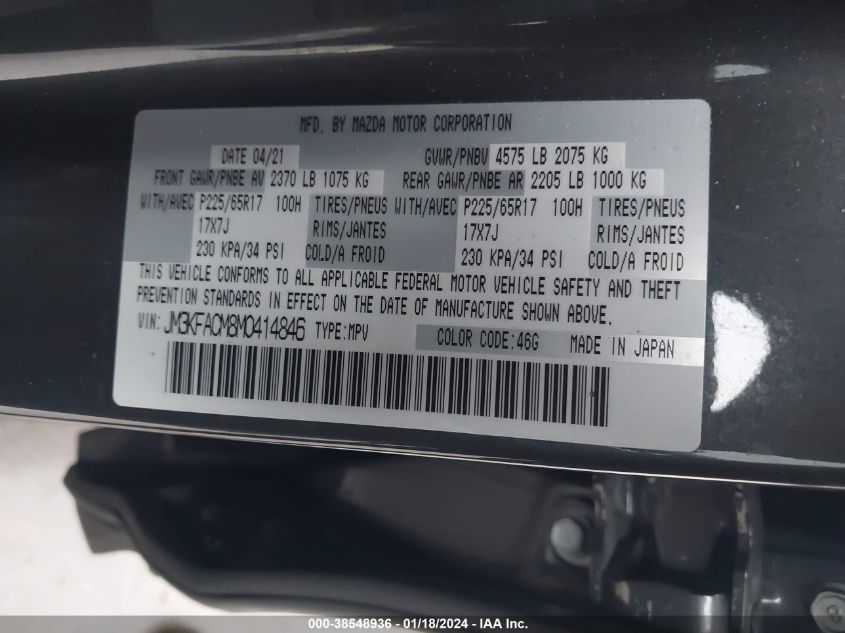 MFD. BY MAZDA MOTOR CORPORATION
DATE 04/21 GVWR/PNBV 4575 LB 2075 KG
FRONT GAWR/PNBE AV 2370 LB 1075 KG REAR GAWR/PNBE AR 2205 LB 1000 KG
WITH/AVEC P225/65R17 100H TIRES/PNEUS WITH/AVEC P225/65R17 100H TIRES/PNEUS
17X7J RIMS/JANTES 17X7J RIMS/JANTES
230 KPA/34 PSI COLD/A FROID 230 KPA/34 PSI COLD/A FROID
THIS VEHICLE CONFORMS TO ALL APPLICABLE FEDERAL MOTOR VEHICLE SAFETY AND THEFT
PREVENTION STANDARDS IN EFFECT ON THE DATE OF MANUFACTURE SHOWN ABOVE.
VIN: JM3KFACM8M0414846 TYPE:MPV COLOR CODE:46G MADE IN JAPAN
000-38548936 - 01/18/2024 - IAA Inc.